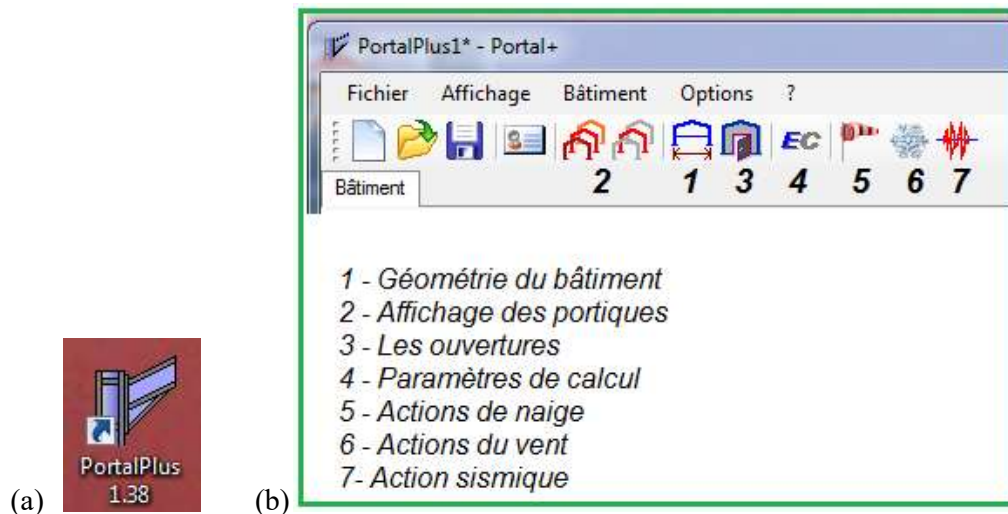 PortalPlus1* - Portal+
Fichier Affichage Bâtiment Options ?
EC
Bâtiment 2 1 3 4 5 6 7
1 - Géométrie du bâtiment
2 - Affichage des portiques
3 - Les ouvertures
4 - Paramètres de calcul
5 - Actions de naige
6 - Actions du vent
7- Action sismique
PortalPlus
1.38
(a) (b)